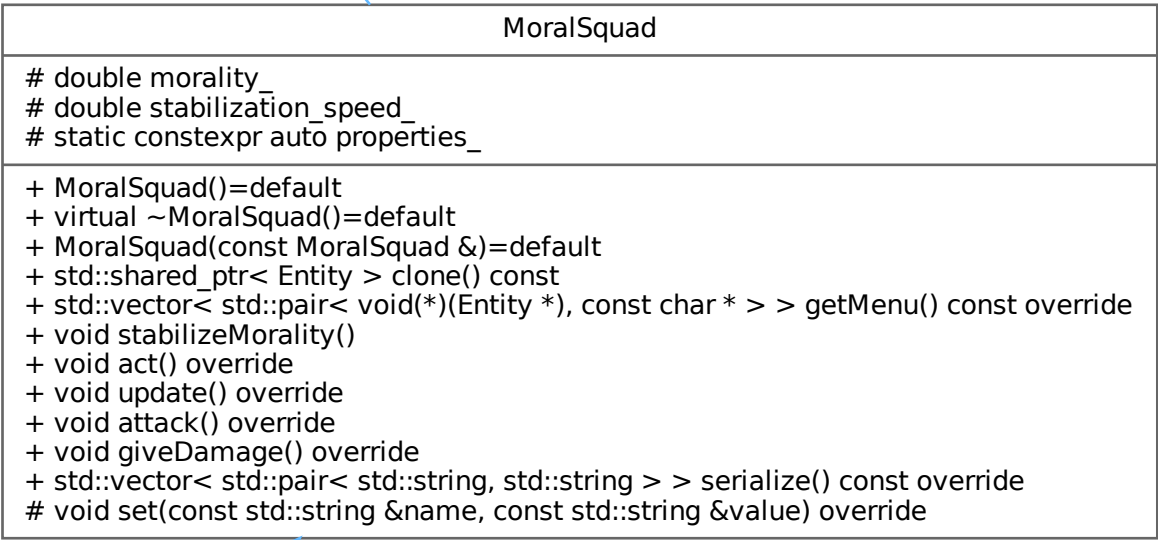 MoralSquad
# double morality_
# double stabilization_speed_
# static constexpr auto properties_
+ MoralSquad()=default
+ virtual ~MoralSquad()=default
+ MoralSquad(const MoralSquad &)=default
+ std::shared_ptr< Entity > clone() const
+ std::vector< std::pair< void(*)(Entity *), const char * > > getMenu() const override
+ void stabilizeMorality()
+ void act() override
+ void update() override
+ void attack() override
+ void giveDamage() override
+ std::vector< std::pair< std::string, std::string > > serialize() const override
# void set(const std::string &name, const std::string &value) override